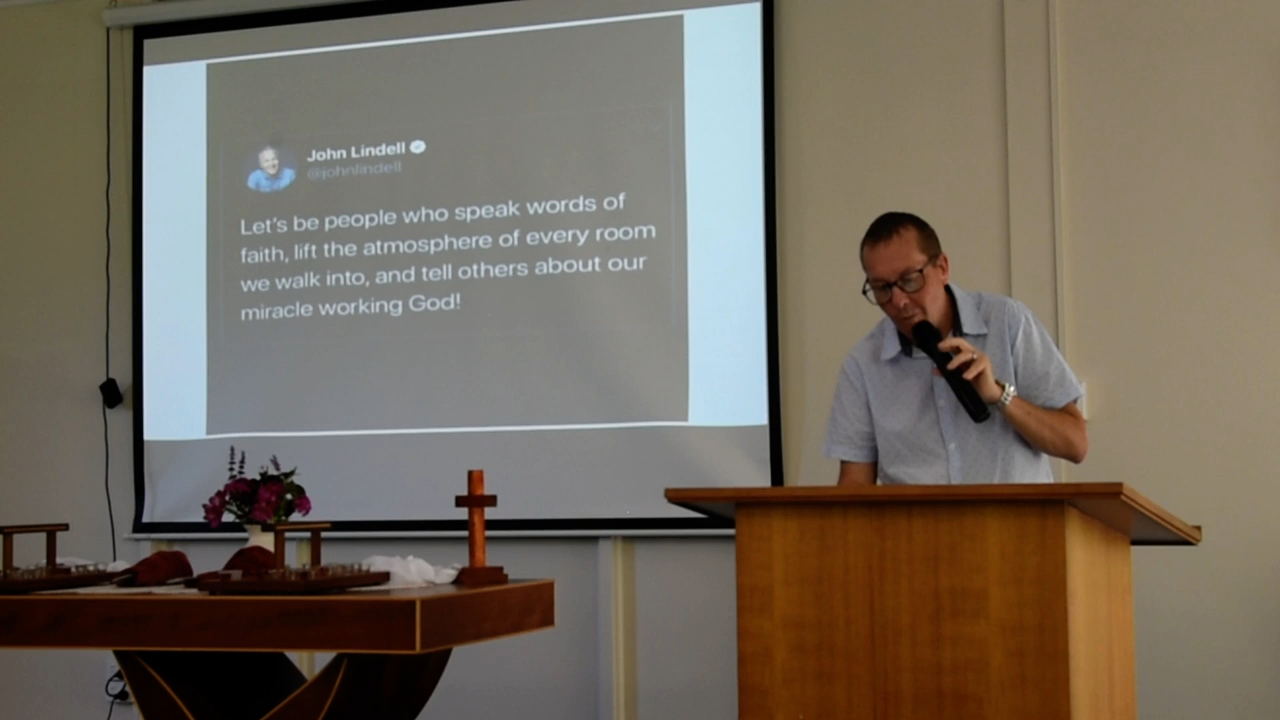 John Lindell
@johnlindell
Let's be people who speak words of
faith, lift the atmosphere of every room
we walk into, and tell others about our
miracle working God!